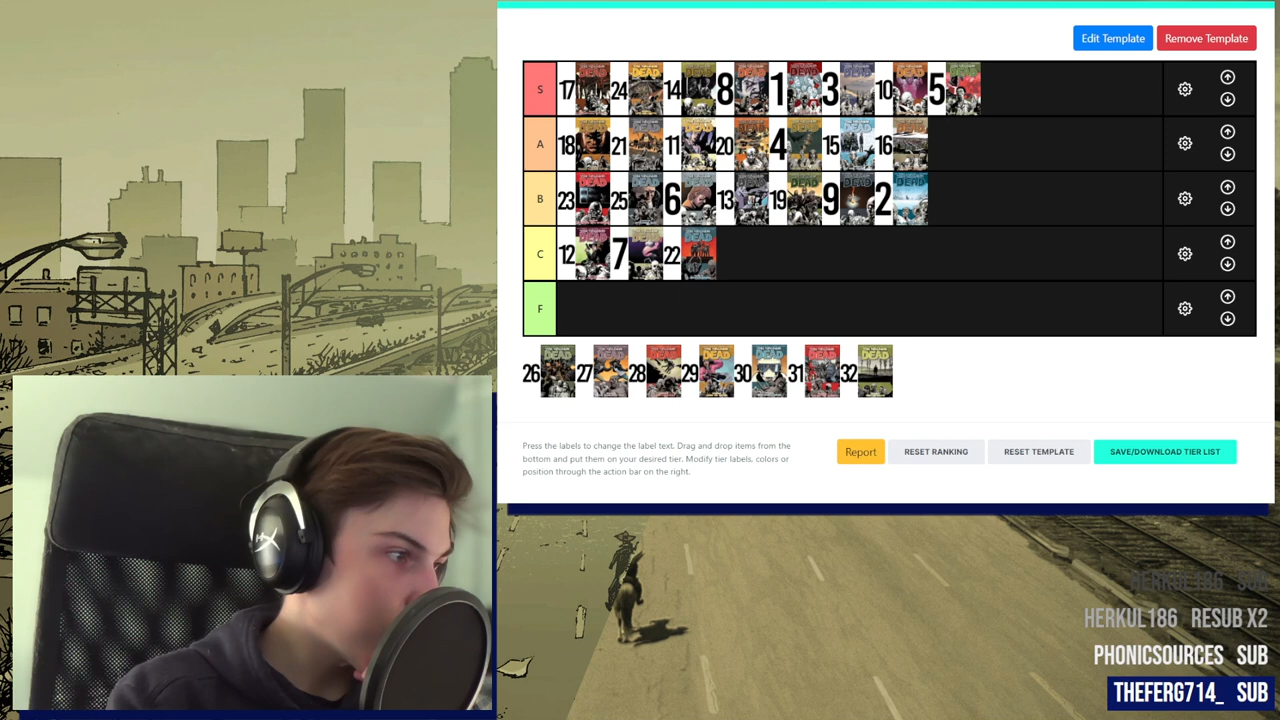 Edit Template Remove Template
S 17 24 14 8 1 3 10 5
A 18 21 11 20 4 15 16
B 23 25 6 13 19 9 2
C 12 7 22
F
26 27 28 29 30 31 32
Press the labels to change the label text. Drag and drop items from the
bottom and put them on your desired tier. Modify tier labels, colors or
position through the action bar on the right.
Report RESET RANKING RESET TEMPLATE SAVE/DOWNLOAD TIER LIST
HERKUL186 SUB
HERKUL186 RESUB X2
PHONICSOURCES SUB
THEFERG714_ SUB